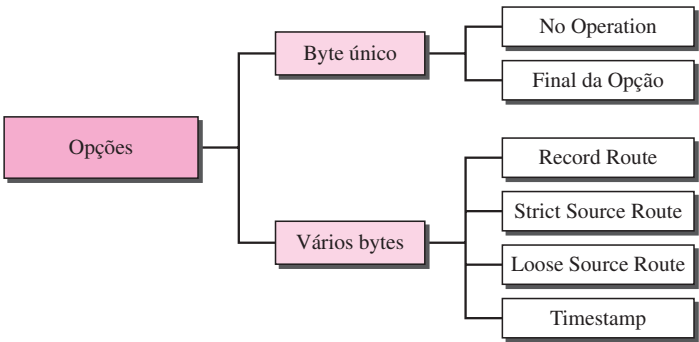 Opções
Byte único
No Operation
Final da Opção
Vários bytes
Record Route
Strict Source Route
Loose Source Route
Timestamp